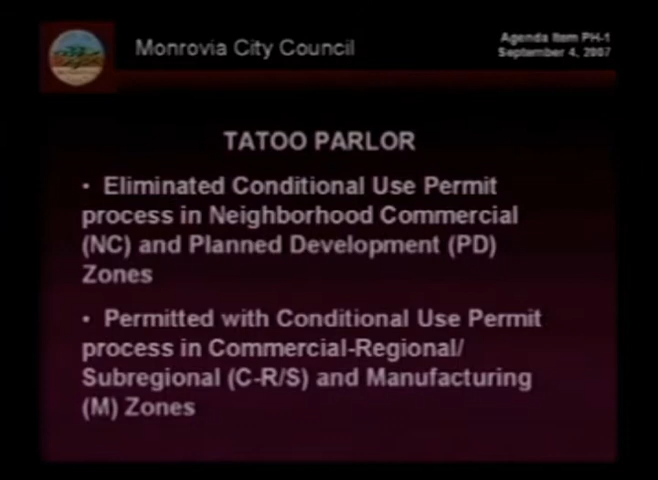 Monrovia City Council
Agenda Item PH-1
September 4, 2007
TATOO PARLOR
• Eliminated Conditional Use Permit
process in Neighborhood Commercial
(NC) and Planned Development (PD)
Zones
• Permitted with Conditional Use Permit
process in Commercial-Regional/
Subregional (C-R/S) and Manufacturing
(M) Zones